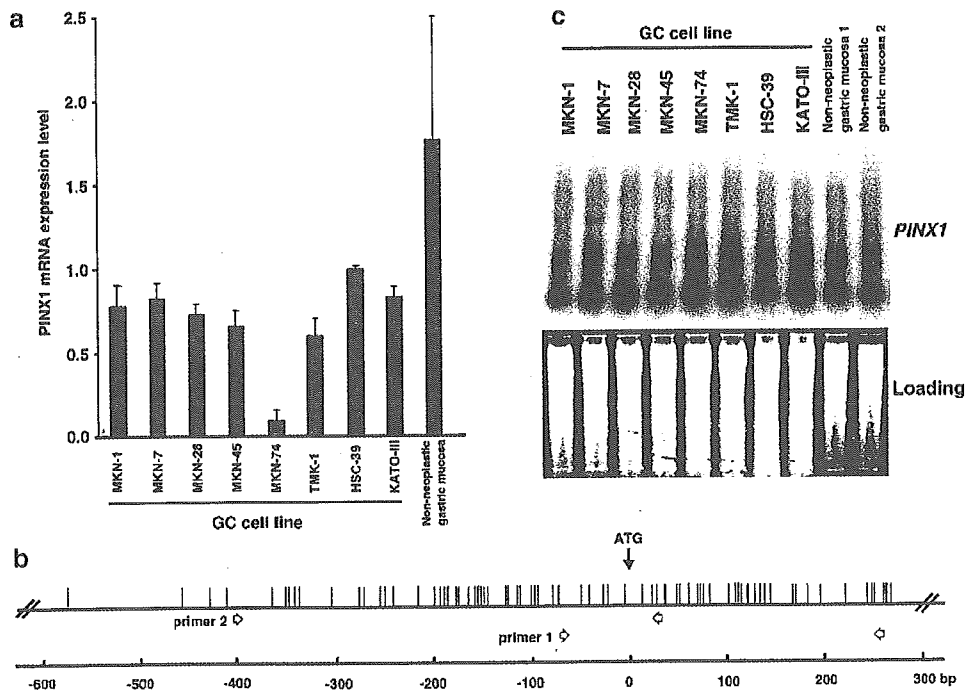 a
PINX1 mRNA expression level
2.5
2.0
1.5
1.0
0.5
0.0
MKN-1
MKN-7
MKN-28
MKN-45
MKN-74
TMK-1
HSC-39
KATO-III
Non-neoplastic
gastric mucosa
GC cell line
c
GC cell line
MKN-1
MKN-7
MKN-28
MKN-45
MKN-74
TMK-1
HSC-39
KATO-III
Non-neoplastic
gastric mucosa 1
Non-neoplastic
gastric mucosa 2
PINX1
Loading
b
ATG
primer 2
primer 1
300 bp
-600
-500
-400
-300
-200
-100
0
100
200
300 bp